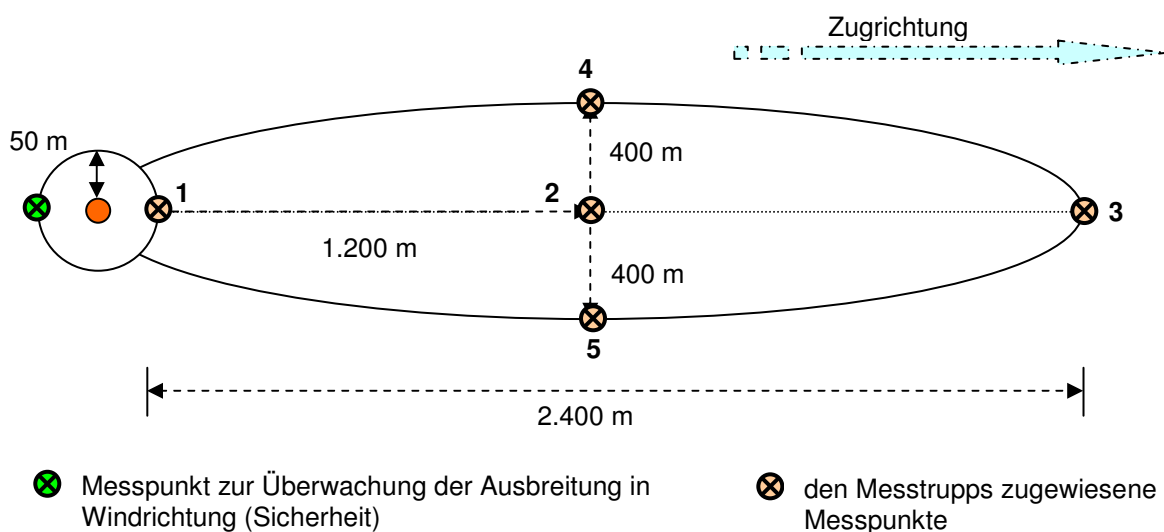 Zugrichtung
4
50 m
400 m
1
2
3
1.200 m
400 m
5
2.400 m
Messpunkt zur Überwachung der Ausbreitung in
Windrichtung (Sicherheit)
den Messtrupps zugewiesene
Messpunkte